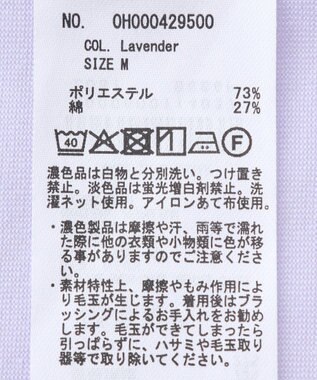 NO. 0H000429500
COL. Lavender
SIZE M
ポリエステル 73%
綿 27%
40 F
濃色品は白物と分別洗い。つけ置き
禁止。淡色品は蛍光増白剤禁止。洗
濯ネット使用。アイロンあて布使用。
・濃色製品は摩擦や汗、雨等で濡れ
た際に他の衣類や小物類に色が移
る事がありますのでご注意くださ
い。
・素材特性上、摩擦やもみ作用によ
り毛玉が生じます。着用後はブラ
ッシングによるお手入れをお勧め
します。毛玉ができてしまったら
引っぱらずに、ハサミや毛玉取り
器等で取り除いてください。